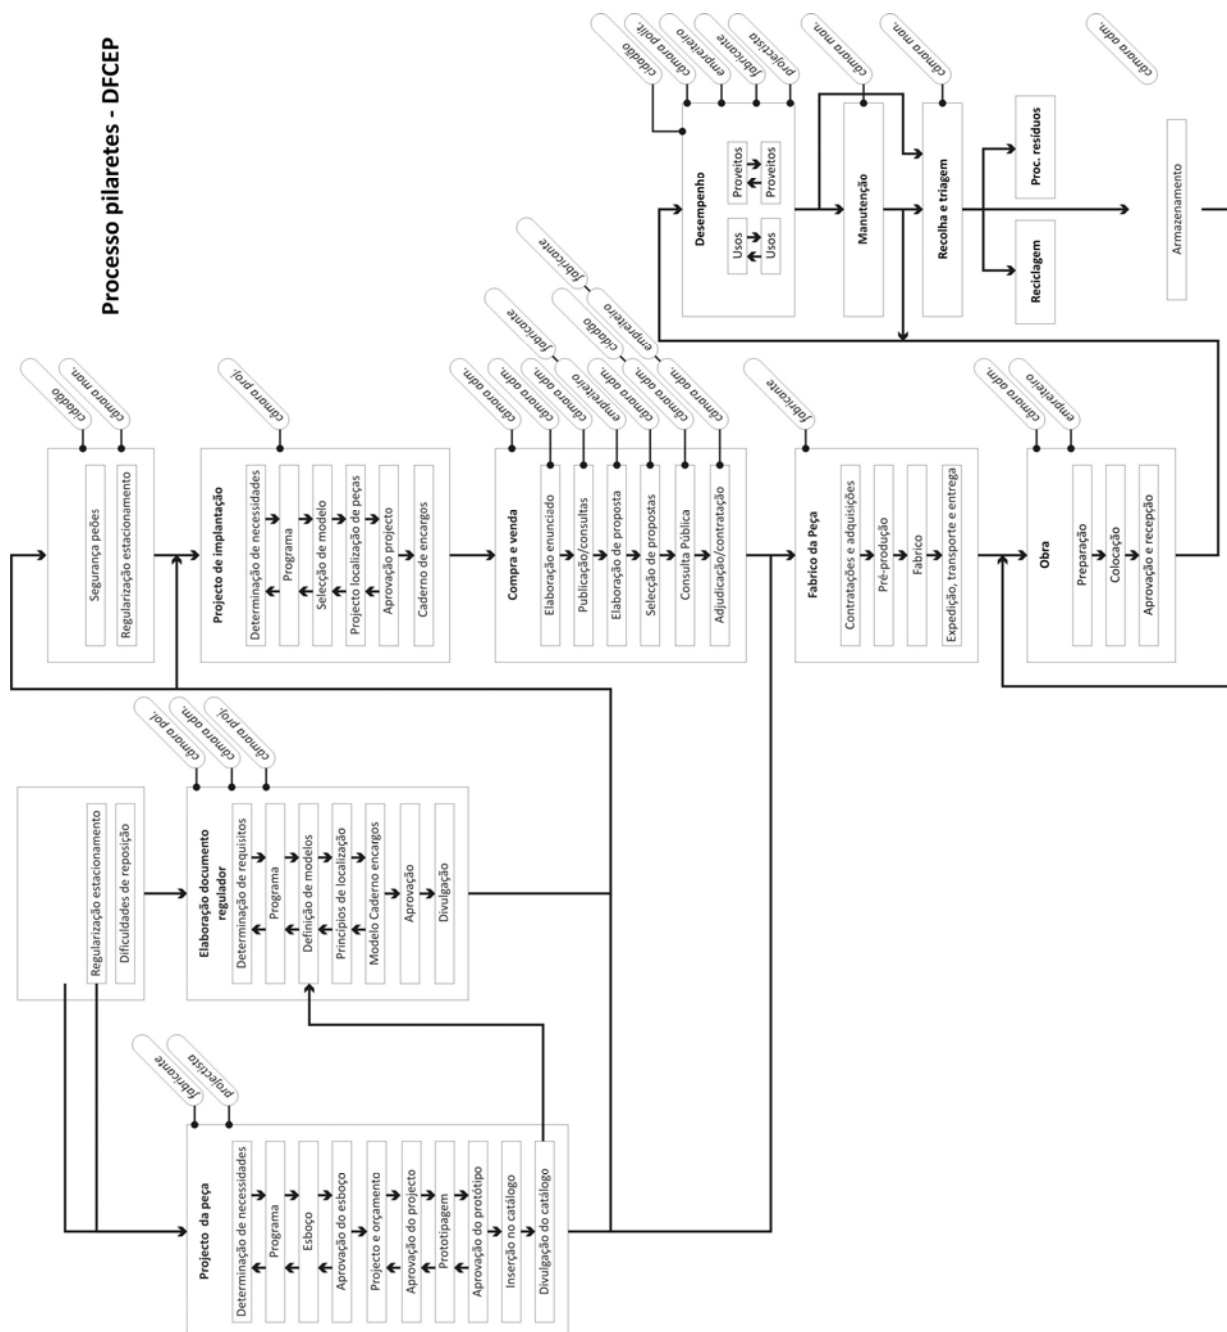 Processo pilaretes - DFCEP
Regularização estacionamento
Dificuldades de reposição
fabricante
projectista
Projecto da peça
Determinação de necessidades
Programa
Esboço
Aprovação do esboço
Projecto e orçamento
Aprovação do projecto
Prototipagem
Aprovação do protótipo
Inserção no catálogo
Divulgação do catálogo
câmara pol.
câmara adm.
câmara proj.
Elaboração documento
regulador
Determinação de requisitos
Programa
Definição de modelos
Princípios de localização
Modelo Caderno encargos
Aprovação
Divulgação
cidadão
câmara man.
Segurança peões
Regularização estacionamento
câmara proj.
Projecto de implantação
Determinação de necessidades
Programa
Selecção de modelo
Projecto localização de peças
Aprovação projecto
Caderno de encargos
câmara adm.
câmara adm.
câmara adm.
fabricante
empreiteiro
câmara adm.
cidadão
câmara adm.
fabricante
empreiteiro
câmara adm.
Compra e venda
Elaboração enunciado
Publicação/consultas
Elaboração de proposta
Selecção de propostas
Consulta Pública
Adjudicação/contratação
fabricante
Fabrico da Peça
Contratações e adquisições
Pré-produção
Fabrico
Expedição, transporte e entrega
câmara adm.
empreiteiro
Obra
Preparação
Colocação
Aprovação e recepção
cidadão
câmara polit.
empreiteiro
fabricante
projectista
Desempenho
Usos
Proveitos
Usos
Proveitos
câmara man.
Manutenção
câmara man.
Recolha e triagem
Reciclagem
Proc. resíduos
câmara adm.
Armazenamento